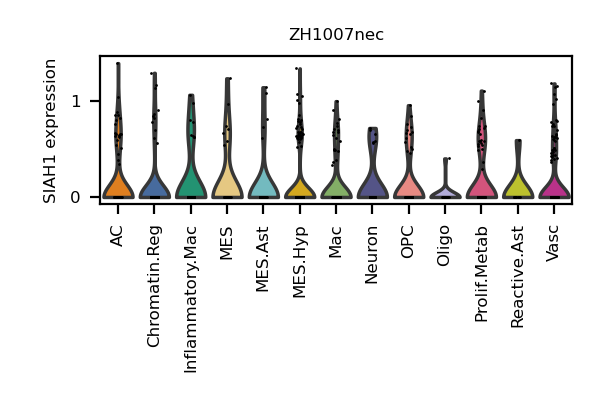 ZH1007nec
SIAH1 expression
1
0
AC
Chromatin.Reg
Inflammatory.Mac
MES
MES.Ast
MES.Hyp
Mac
Neuron
OPC
Oligo
Prolif.Metab
Reactive.Ast
Vasc